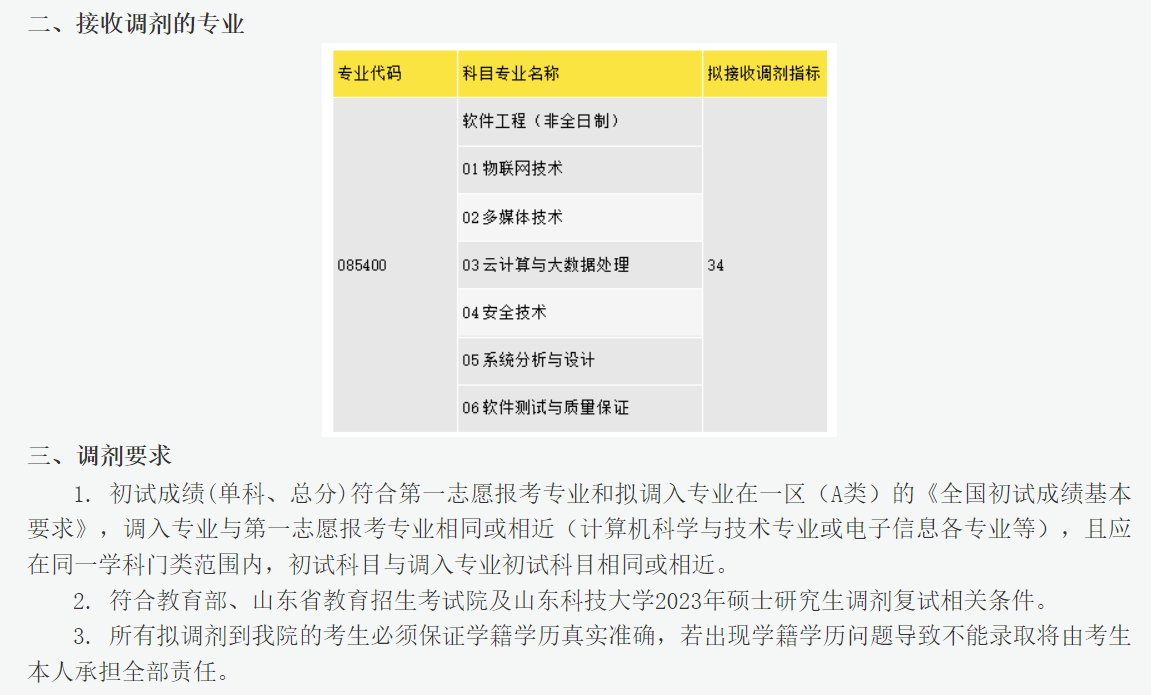 二、接收调剂的专业
专业代码 科目专业名称 拟接收调剂指标
软件工程（非全日制）
01 物联网技术
02 多媒体技术
085400 03 云计算与大数据处理 34
04 安全技术
05 系统分析与设计
06 软件测试与质量保证
三、调剂要求
1. 初试成绩(单科、总分)符合第一志愿报考专业和拟调入专业在一区（A类）的《全国初试成绩基本
要求》，调入专业与第一志愿报考专业相同或相近（计算机科学与技术专业或电子信息各专业等），且应
在同一学科门类范围内，初试科目与调入专业初试科目相同或相近。
2. 符合教育部、山东省教育招生考试院及山东科技大学2023年硕士研究生调剂复试相关条件。
3. 所有拟调剂到我院的考生必须保证学籍学历真实准确，若出现学籍学历问题导致不能录取将由考生
本人承担全部责任。